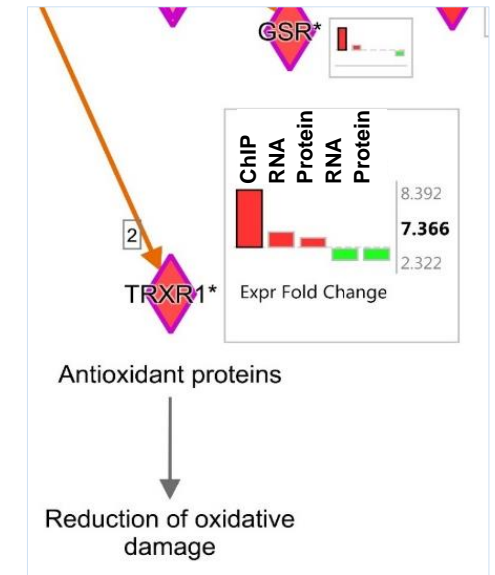 GSR*
ChIP
RNA
Protein
RNA
Protein
8.392
7.366
2.322
2
TRXR1*
Expr Fold Change
Antioxidant proteins
Reduction of oxidative
damage